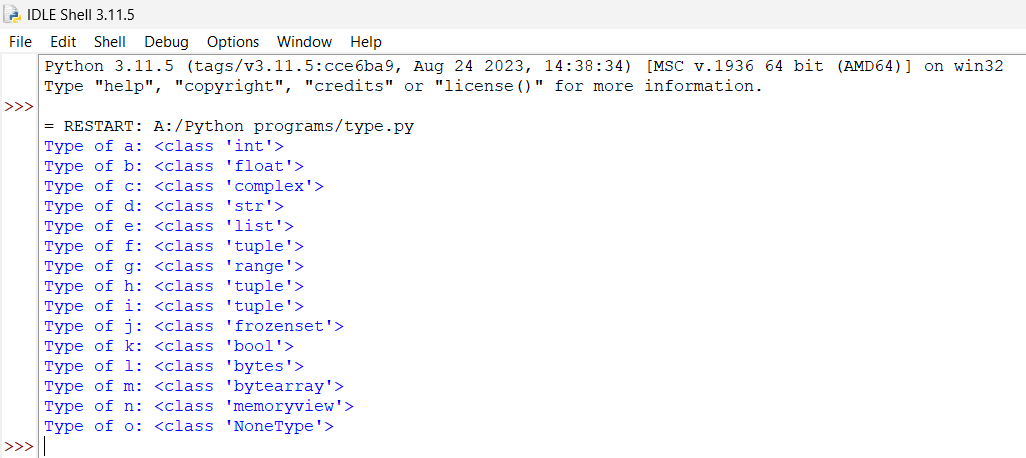 IDLE Shell 3.11.5
File Edit Shell Debug Options Window Help
Python 3.11.5 (tags/v3.11.5:cce6ba9, Aug 24 2023, 14:38:34) [MSC v.1936 64 bit (AMD64)] on win32
Type "help", "copyright", "credits" or "license()" for more information.
>>>
= RESTART: A:/Python programs/type.py
Type of a: <class 'int'>
Type of b: <class 'float'>
Type of c: <class 'complex'>
Type of d: <class 'str'>
Type of e: <class 'list'>
Type of f: <class 'tuple'>
Type of g: <class 'range'>
Type of h: <class 'tuple'>
Type of i: <class 'tuple'>
Type of j: <class 'frozenset'>
Type of k: <class 'bool'>
Type of l: <class 'bytes'>
Type of m: <class 'bytearray'>
Type of n: <class 'memoryview'>
Type of o: <class 'NoneType'>
>>>